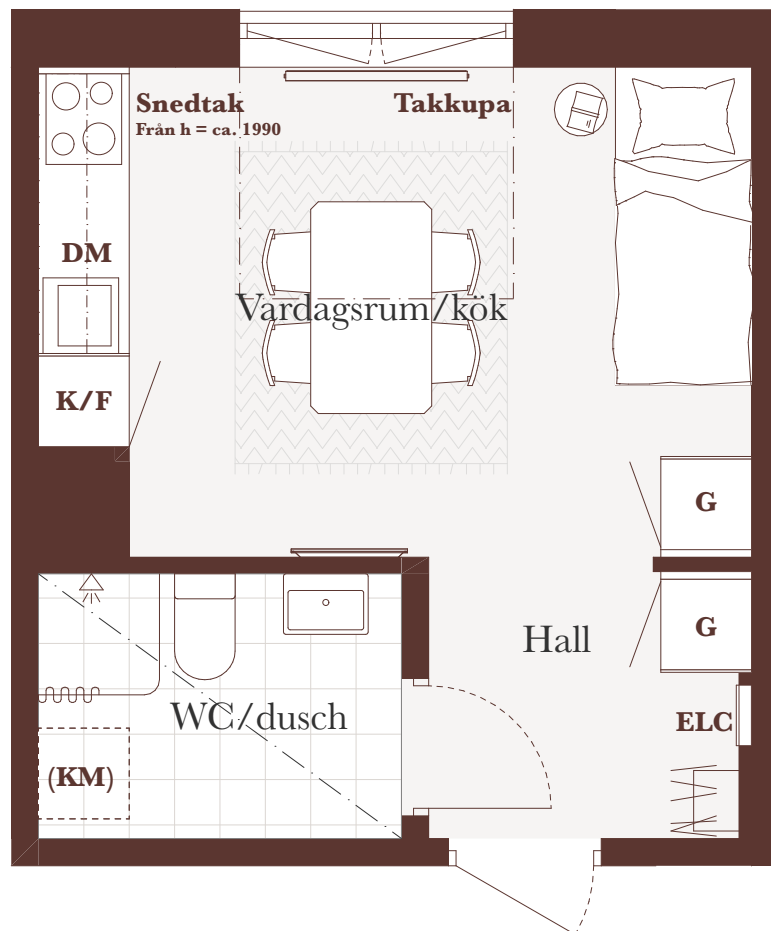 Snedtak
Från h = ca. 1990
Takkupa
DM
Vardagsrum/kök
K/F
G
G
Hall
WC/dusch
ELC
(KM)